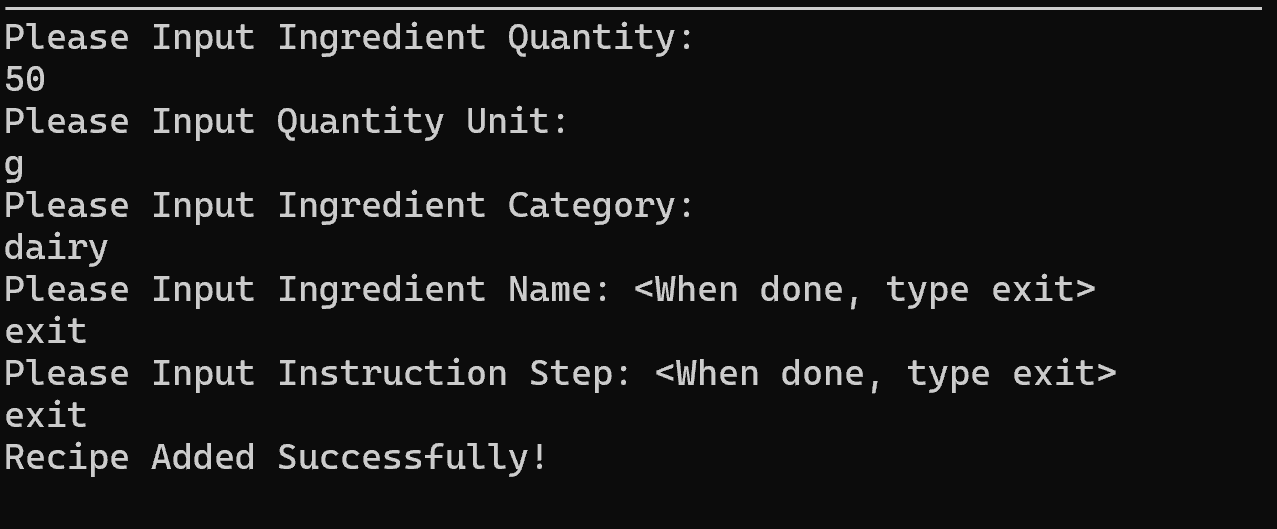 Please Input Ingredient Quantity:
50
Please Input Quantity Unit:
g
Please Input Ingredient Category:
dairy
Please Input Ingredient Name: <When done, type exit>
exit
Please Input Instruction Step: <When done, type exit>
exit
Recipe Added Successfully!